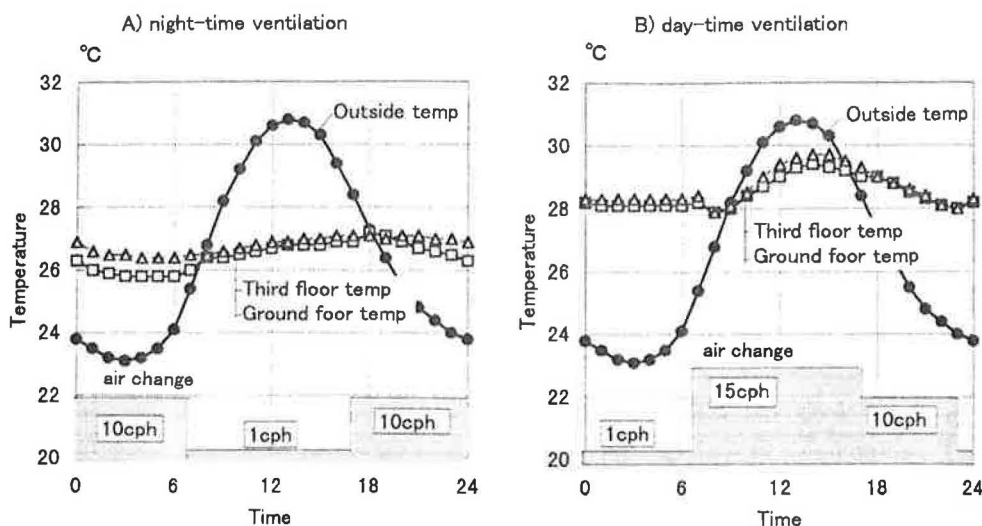 A) night-time ventilation
°C
32
30
28
26
24
22
20
Temperature
Outside temp
Third floor temp
Ground foor temp
air change
10cph
1cph
10cph
0
6
12
18
24
Time
B) day-time ventilation
°C
32
30
28
26
24
22
20
Temperature
Outside temp
Third floor temp
Ground foor temp
air change
1cph
15cph
10cph
0
6
12
18
24
Time